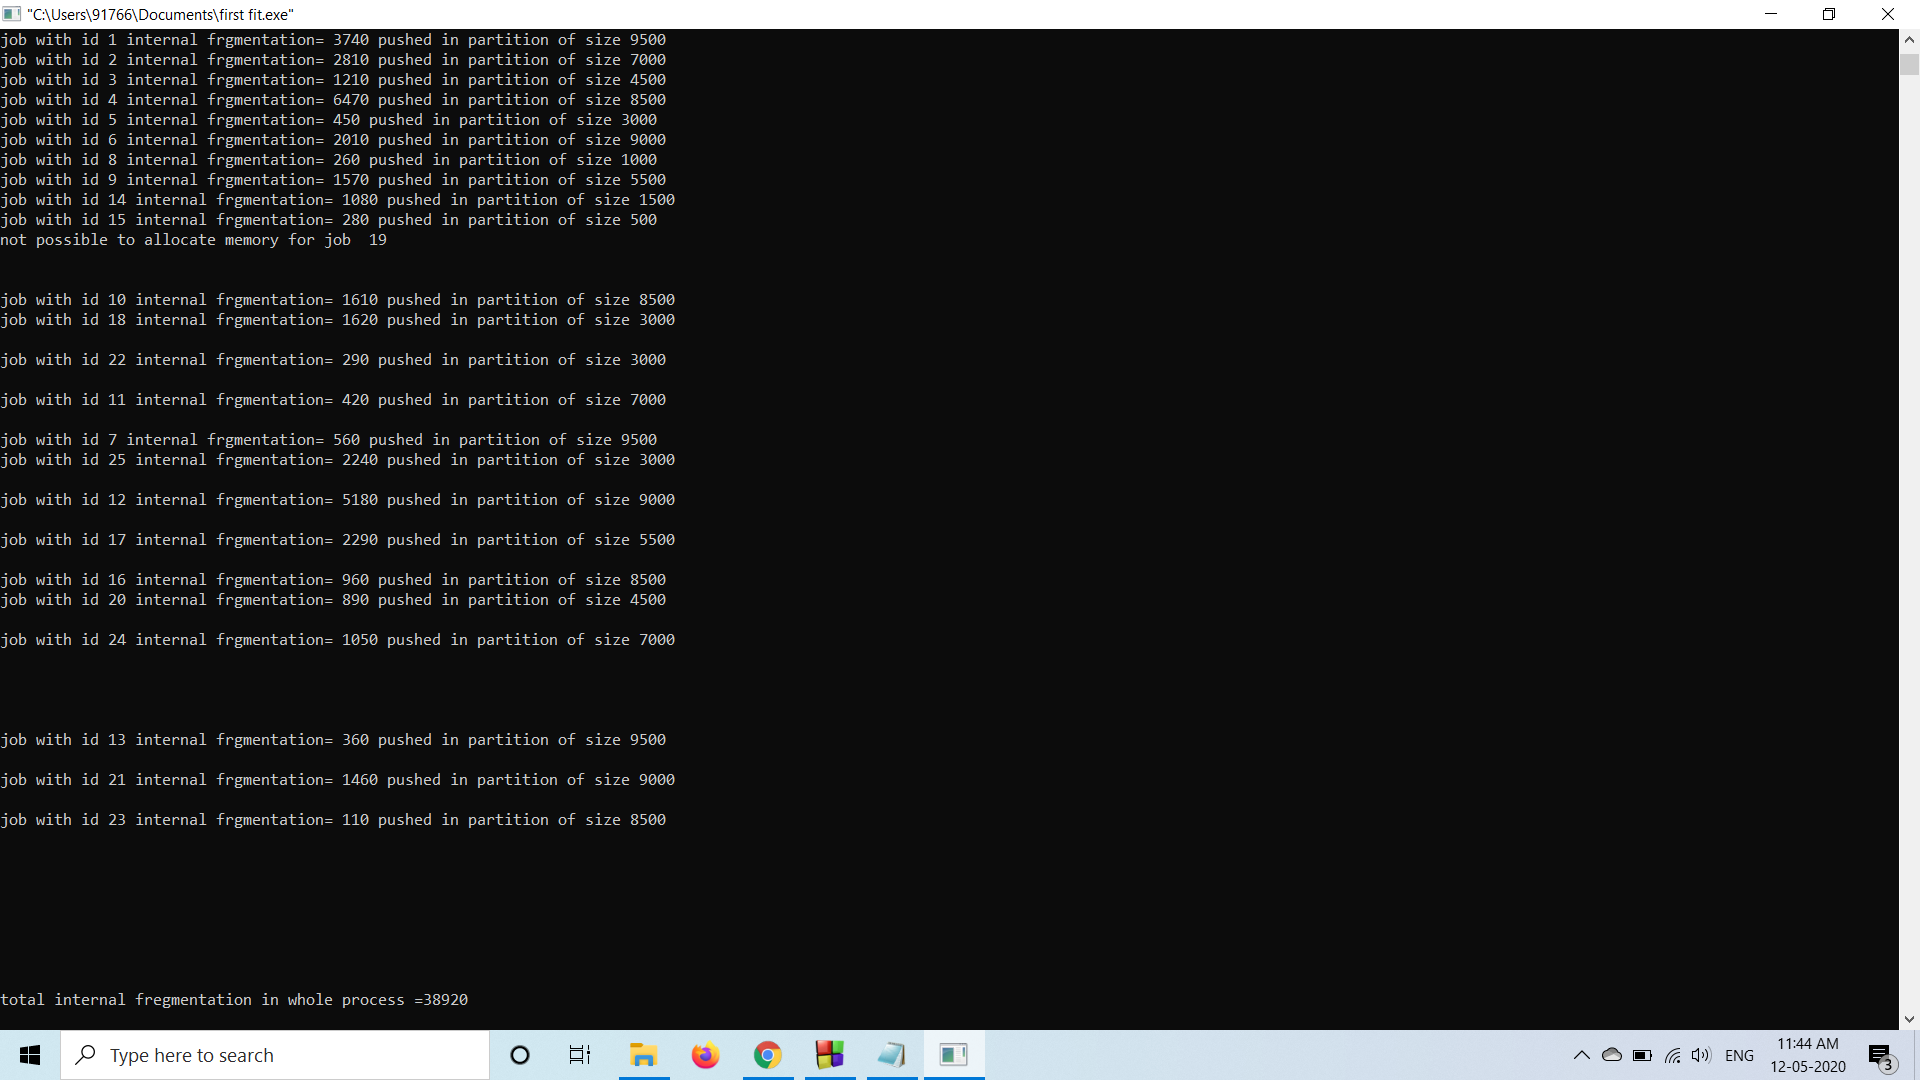 "C:\Users\91766\Documents\first fit.exe"
job with id 1 internal frgmentation= 3740 pushed in partition of size 9500
job with id 2 internal frgmentation= 2810 pushed in partition of size 7000
job with id 3 internal frgmentation= 1210 pushed in partition of size 4500
job with id 4 internal frgmentation= 6470 pushed in partition of size 8500
job with id 5 internal frgmentation= 450 pushed in partition of size 3000
job with id 6 internal frgmentation= 2010 pushed in partition of size 9000
job with id 8 internal frgmentation= 260 pushed in partition of size 1000
job with id 9 internal frgmentation= 1570 pushed in partition of size 5500
job with id 14 internal frgmentation= 1080 pushed in partition of size 1500
job with id 15 internal frgmentation= 280 pushed in partition of size 500
not possible to allocate memory for job  19
job with id 10 internal frgmentation= 1610 pushed in partition of size 8500
job with id 18 internal frgmentation= 1620 pushed in partition of size 3000
job with id 22 internal frgmentation= 290 pushed in partition of size 3000
job with id 11 internal frgmentation= 420 pushed in partition of size 7000
job with id 7 internal frgmentation= 560 pushed in partition of size 9500
job with id 25 internal frgmentation= 2240 pushed in partition of size 3000
job with id 12 internal frgmentation= 5180 pushed in partition of size 9000
job with id 17 internal frgmentation= 2290 pushed in partition of size 5500
job with id 16 internal frgmentation= 960 pushed in partition of size 8500
job with id 20 internal frgmentation= 890 pushed in partition of size 4500
job with id 24 internal frgmentation= 1050 pushed in partition of size 7000
job with id 13 internal frgmentation= 360 pushed in partition of size 9500
job with id 21 internal frgmentation= 1460 pushed in partition of size 9000
job with id 23 internal frgmentation= 110 pushed in partition of size 8500
total internal fregmentation in whole process =38920
Type here to search
ENG
11:44 AM
12-05-2020
3